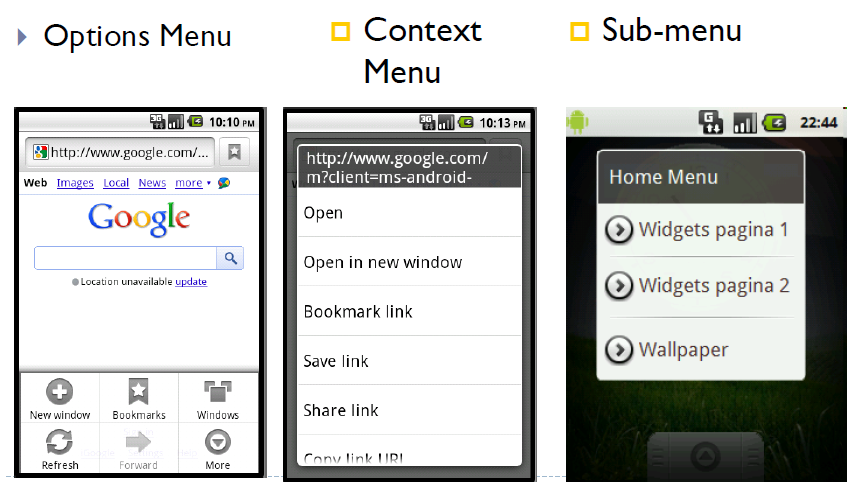 Options Menu
Context
Menu
Sub-menu
3G
10:10 PM
http://www.google.com/...
Web Images Local News more
Google
Location unavailable update
New window Bookmarks Windows
Refresh Forward More
3G
10:13 PM
http://www.google.com/
m?client=ms-android-
Open
Open in new window
Bookmark link
Save link
Share link
Copy link URL
G
22:44
Home Menu
Widgets pagina 1
Widgets pagina 2
Wallpaper